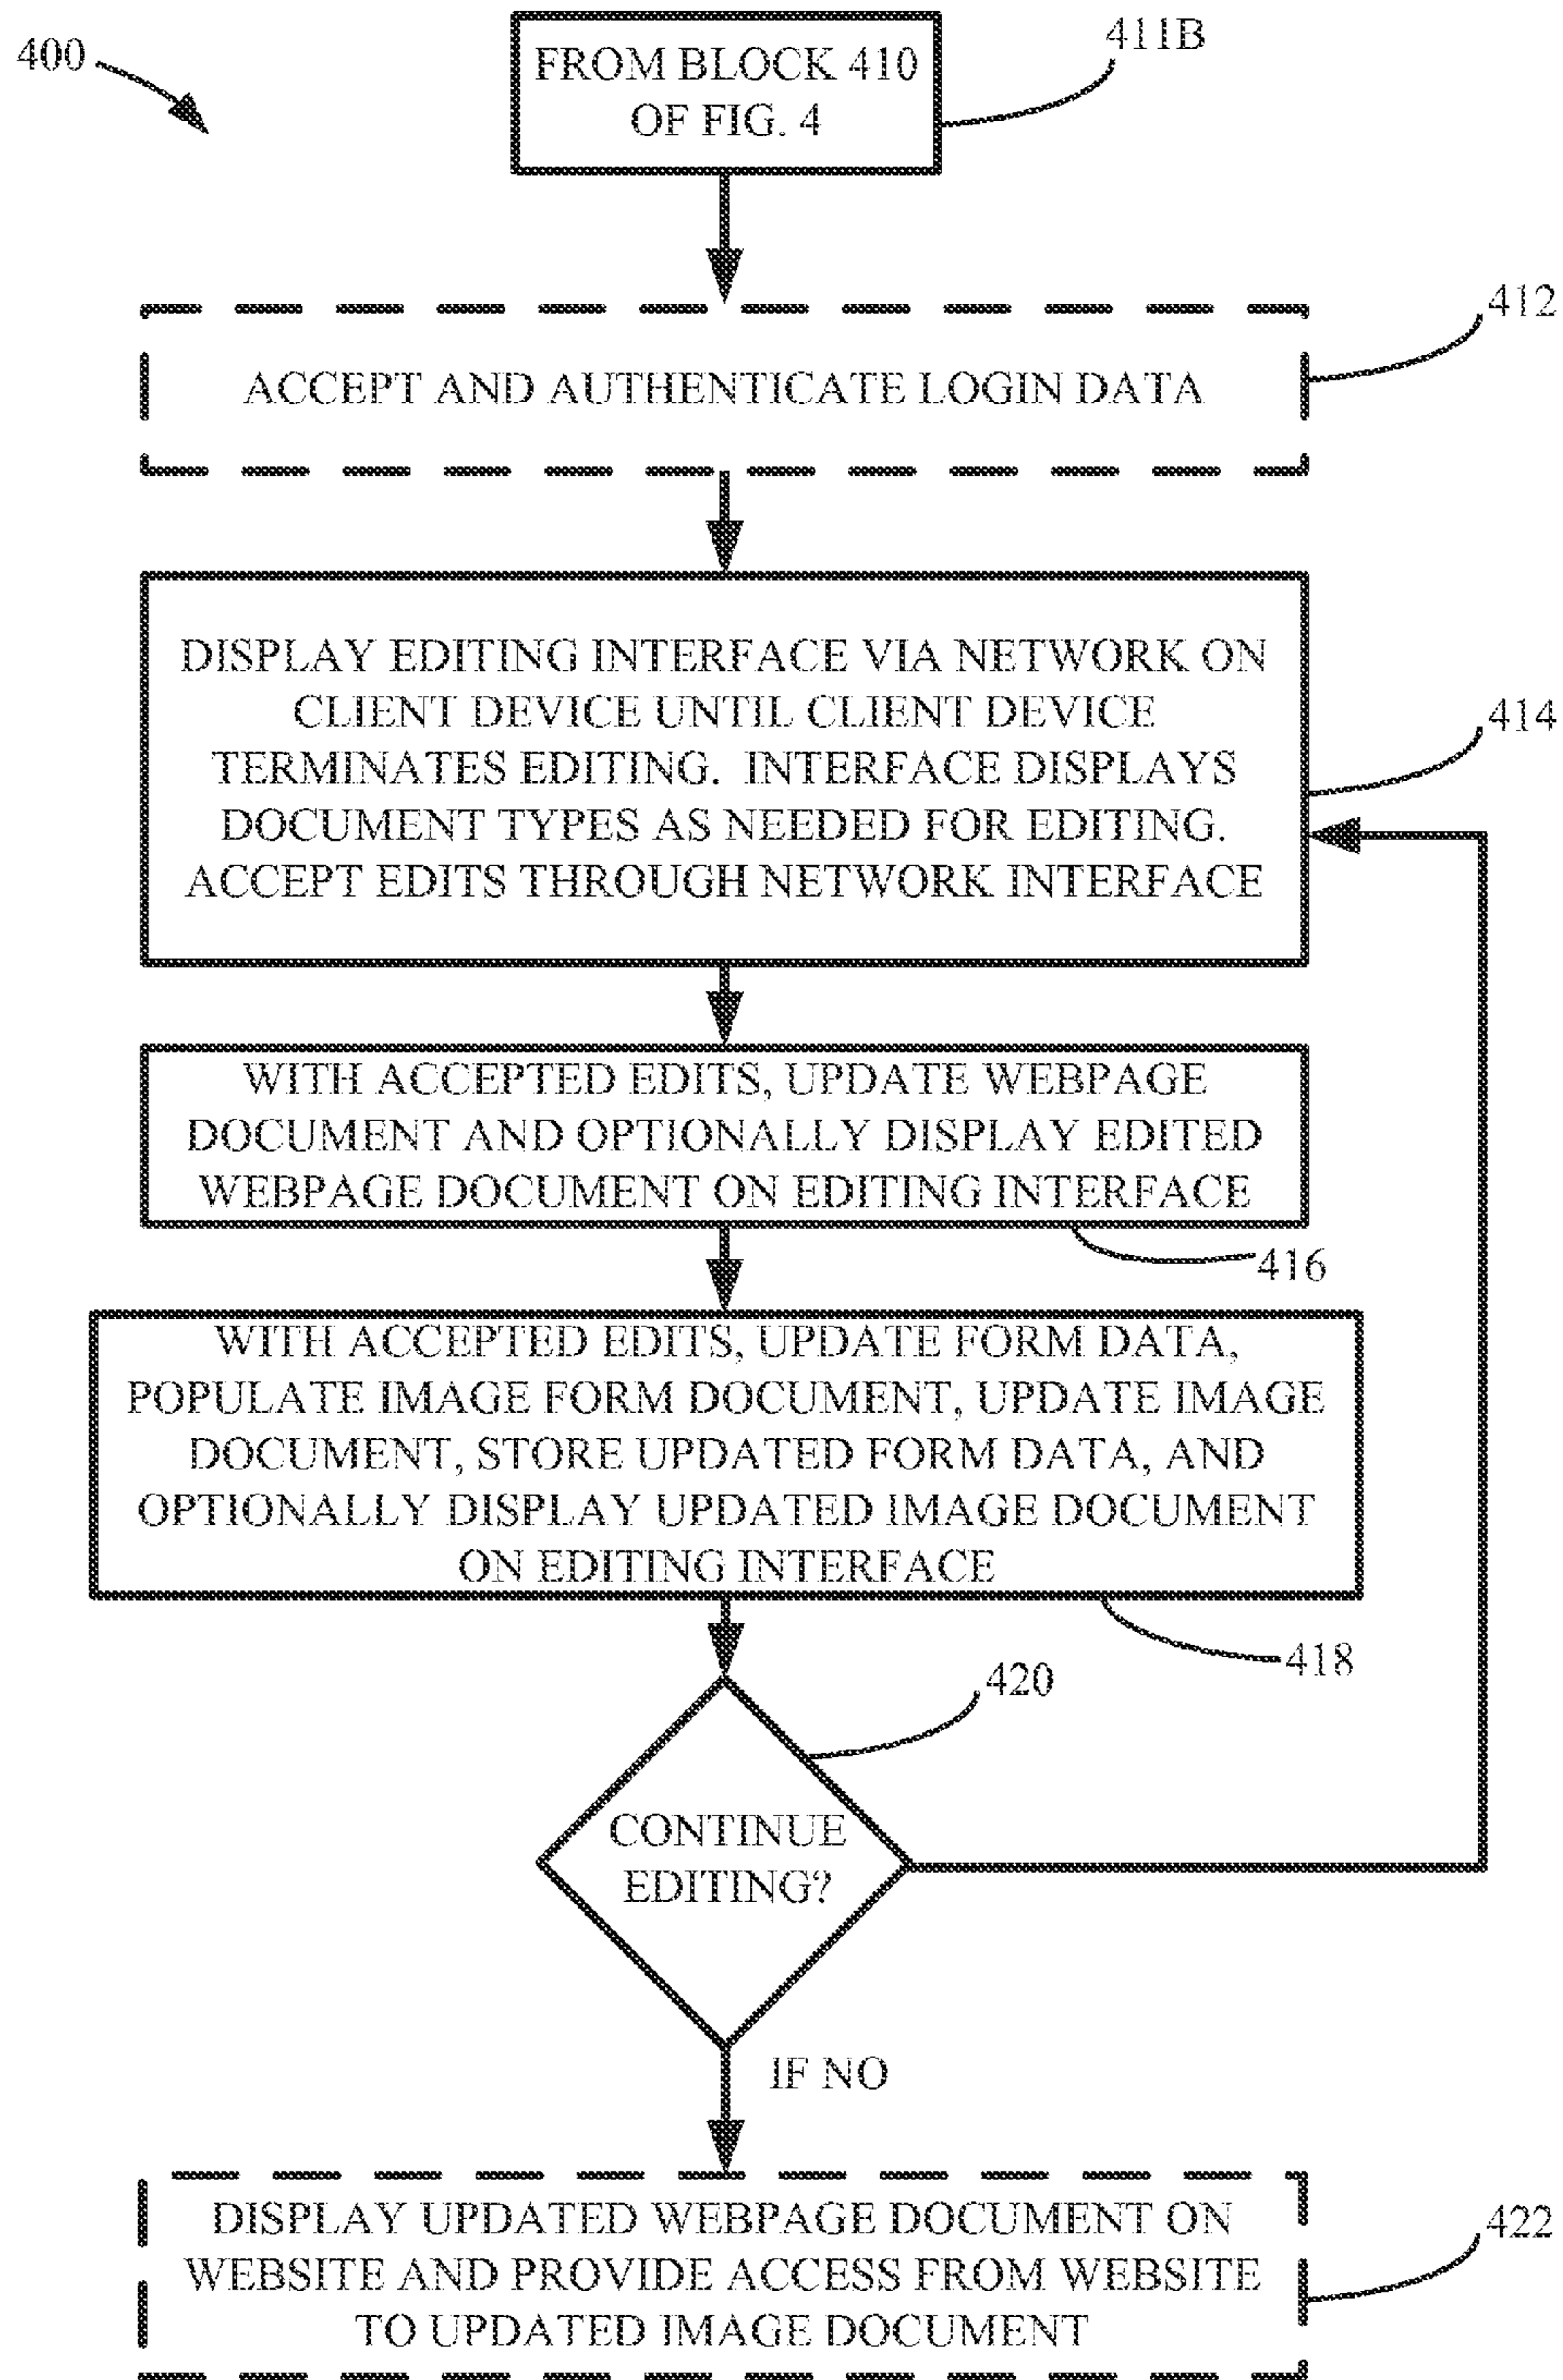 400
FROM BLOCK 410
OF FIG. 4
411B
412
ACCEPT AND AUTHENTICATE LOGIN DATA
DISPLAY EDITING INTERFACE VIA NETWORK ON
CLIENT DEVICE UNTIL CLIENT DEVICE
TERMINATES EDITING. INTERFACE DISPLAYS
DOCUMENT TYPES AS NEEDED FOR EDITING.
ACCEPT EDITS THROUGH NETWORK INTERFACE
414
WITH ACCEPTED EDITS, UPDATE WEBPAGE
DOCUMENT AND OPTIONALLY DISPLAY EDITED
WEBPAGE DOCUMENT ON EDITING INTERFACE
416
WITH ACCEPTED EDITS, UPDATE FORM DATA,
POPULATE IMAGE FORM DOCUMENT, UPDATE IMAGE
DOCUMENT, STORE UPDATED FORM DATA, AND
OPTIONALLY DISPLAY UPDATED IMAGE DOCUMENT
ON EDITING INTERFACE
418
420
CONTINUE
EDITING?
IF NO
DISPLAY UPDATED WEBPAGE DOCUMENT ON
WEBSITE AND PROVIDE ACCESS FROM WEBSITE
TO UPDATED IMAGE DOCUMENT
422